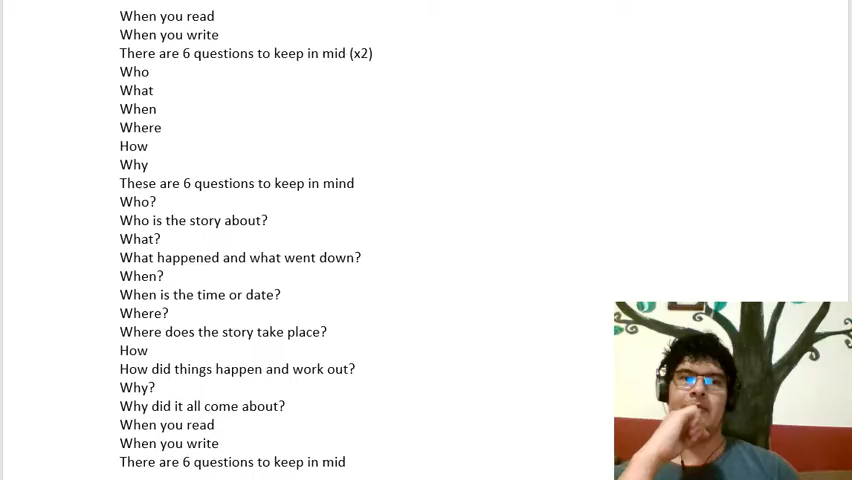 When you read
When you write
There are 6 questions to keep in mid (x2)
Who
What
When
Where
How
Why
These are 6 questions to keep in mind
Who?
Who is the story about?
What?
What happened and what went down?
When?
When is the time or date?
Where?
Where does the story take place?
How
How did things happen and work out?
Why?
Why did it all come about?
When you read
When you write
There are 6 questions to keep in mid